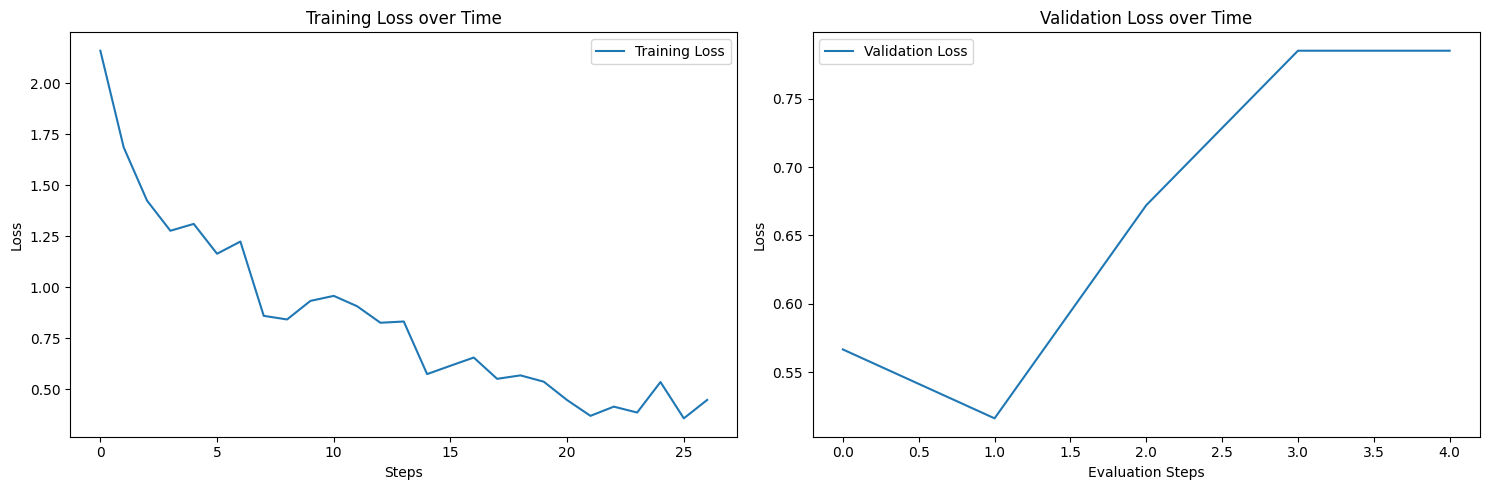 Training Loss over Time
Training Loss
2.00
1.75
1.50
1.25
1.00
0.75
0.50
Loss
0 5 10 15 20 25
Steps
Validation Loss over Time
Validation Loss
0.75
0.70
0.65
0.60
0.55
Loss
0.0 0.5 1.0 1.5 2.0 2.5 3.0 3.5 4.0
Evaluation Steps